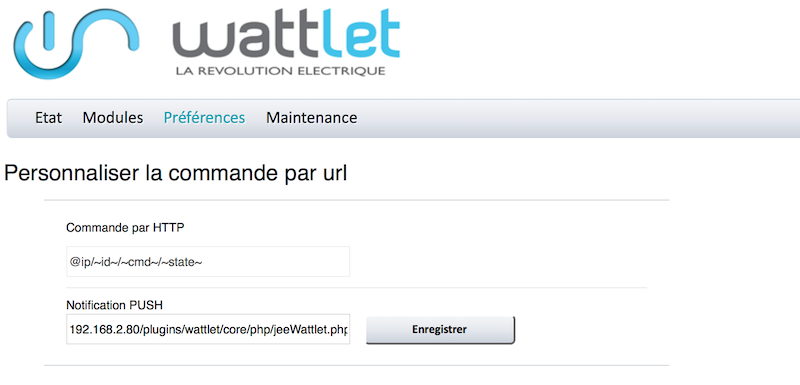 wattlet
LA REVOLUTION ELECTRIQUE
Etat Modules Préférences Maintenance
Personnaliser la commande par url
Commande par HTTP
@ip/~id~/~cmd~/~state~
Notification PUSH
192.168.2.80/plugins/wattlet/core/php/jeeWattlet.php Enregistrer